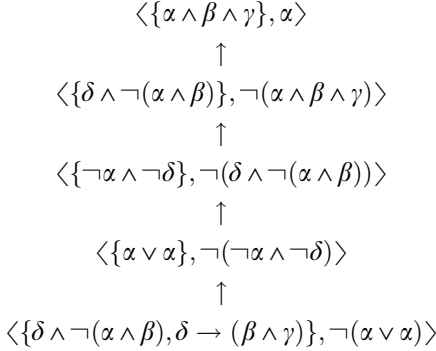 ⟨{α ∧ β ∧ γ}, α⟩
↑
⟨{δ ∧ ¬(α ∧ β)}, ¬(α ∧ β ∧ γ)⟩
↑
⟨{¬α ∧ ¬δ}, ¬(δ ∧ ¬(α ∧ β))⟩
↑
⟨{α ∨ α}, ¬(¬α ∧ ¬δ)⟩
↑
⟨{δ ∧ ¬(α ∧ β), δ → (β ∧ γ)}, ¬(α ∨ α)⟩